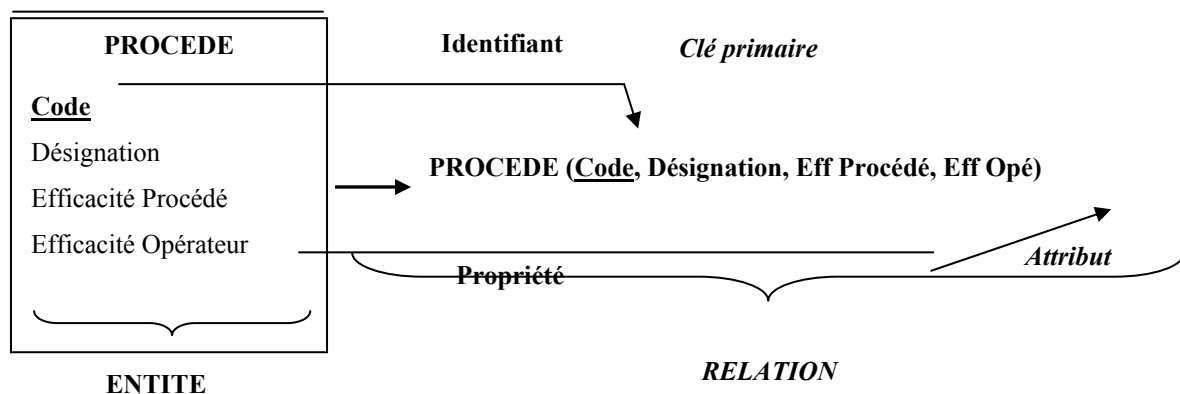 PROCEDE
Identifiant
Clé primaire
Code
Désignation
Efficacité Procédé
Efficacité Opérateur
PROCEDE (Code, Désignation, Eff Procédé, Eff Opé)
Propriété
Attribut
ENTITE
RELATION